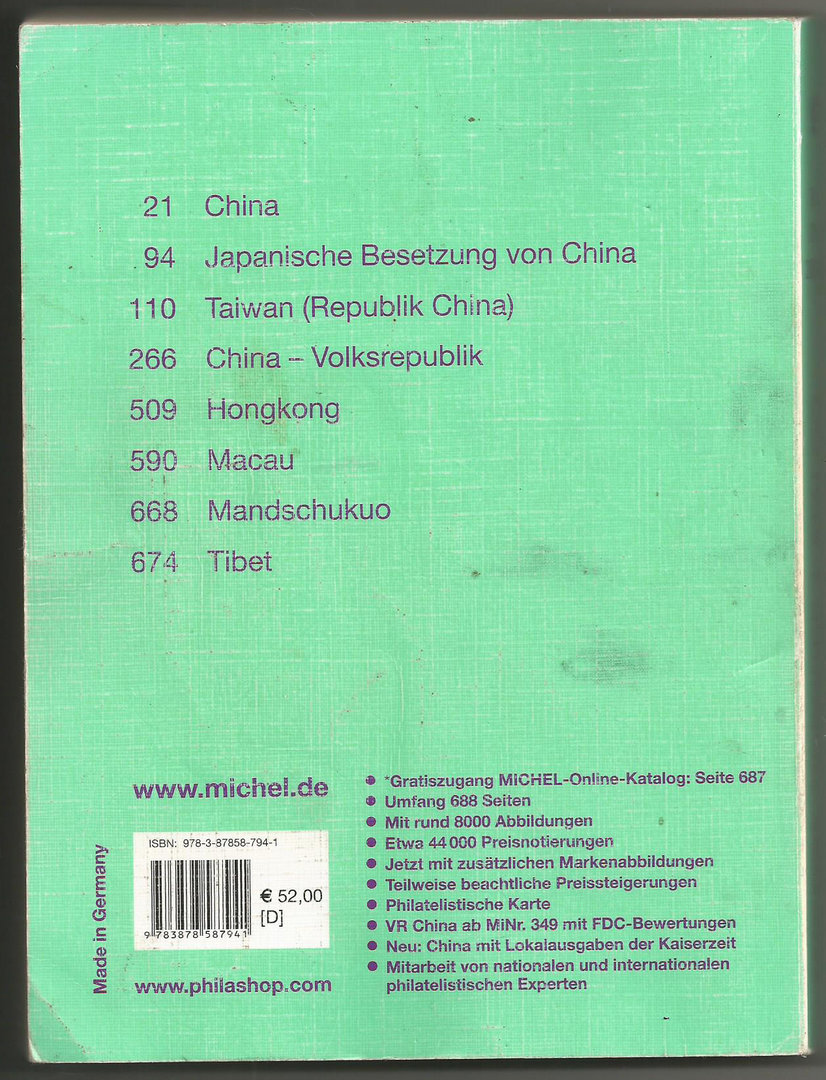 21 China
94 Japanische Besetzung von China
110 Taiwan (Republik China)
266 China – Volksrepublik
509 Hongkong
590 Macau
668 Mandschukuo
674 Tibet
www.michel.de
ISBN: 978-3-87858-794-1
€ 52,00
[D]
9 783878 587941
Made in Germany
www.philashop.com
● *Gratiszugang MICHEL-Online-Katalog: Seite 687
● Umfang 688 Seiten
● Mit rund 8000 Abbildungen
● Etwa 44 000 Preisnotierungen
● Jetzt mit zusätzlichen Markenabbildungen
● Teilweise beachtliche Preissteigerungen
● Philatelistische Karte
● VR China ab MiNr. 349 mit FDC-Bewertungen
● Neu: China mit Lokalausgaben der Kaiserzeit
● Mitarbeit von nationalen und internationalen
philatelistischen Experten